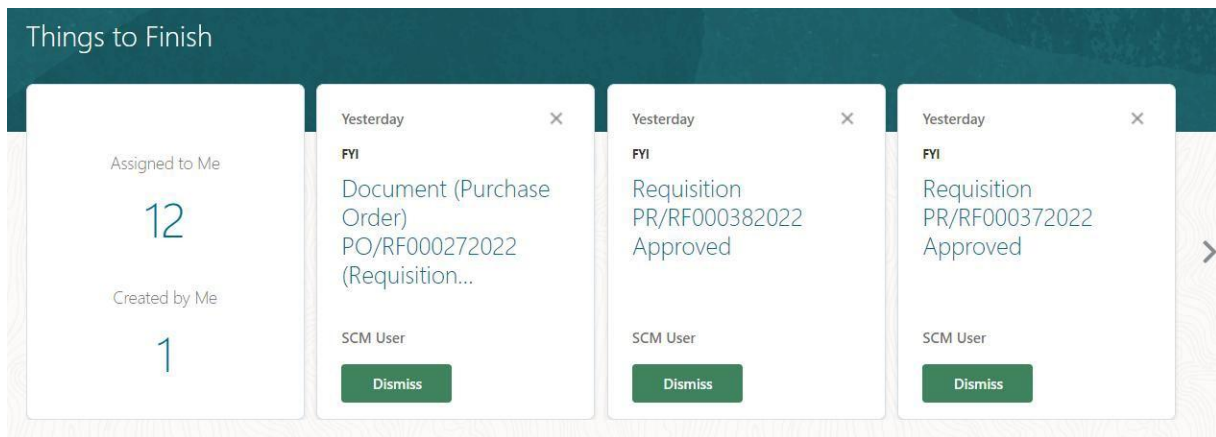 Things to Finish
Assigned to Me
12
Created by Me
1
Yesterday
FYI
Document (Purchase
Order)
PO/RF000272022
(Requisition...
SCM User
Dismiss
Yesterday
FYI
Requisition
PR/RF000382022
Approved
SCM User
Dismiss
Yesterday
FYI
Requisition
PR/RF000372022
Approved
SCM User
Dismiss